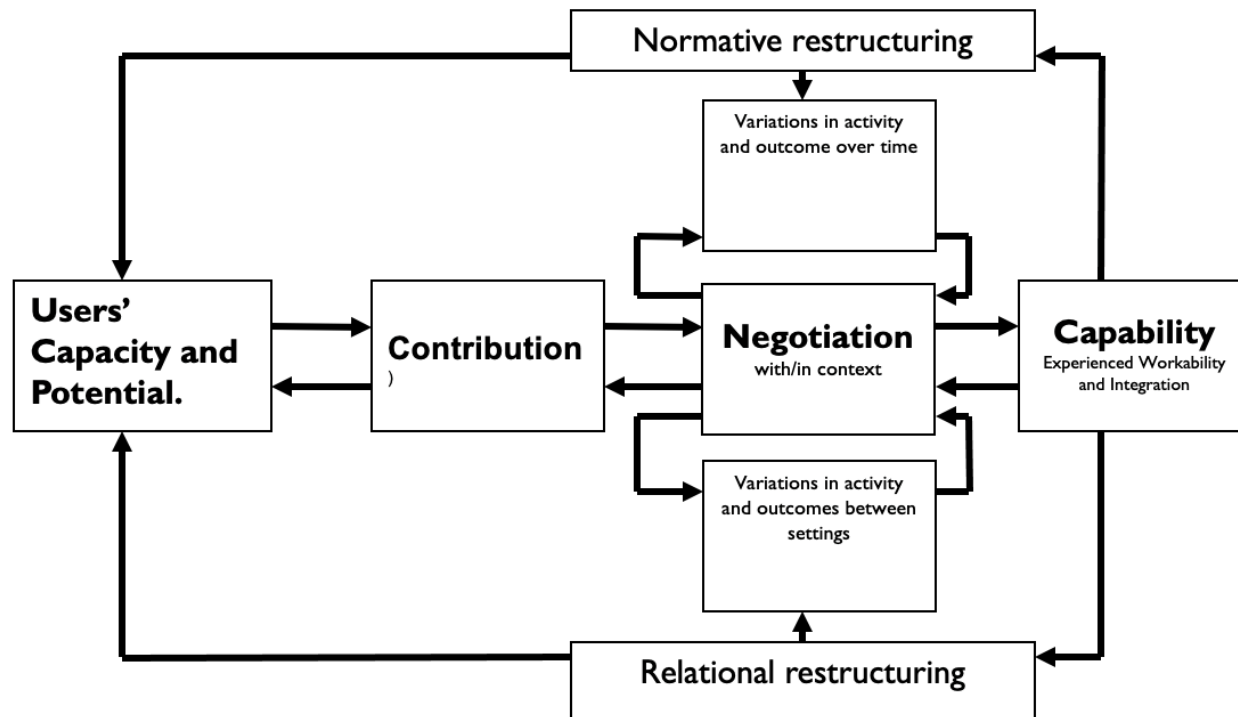 Normative restructuring
Variations in activity
and outcome over time
Users’
Capacity and
Potential.
Contribution
)
Negotiation
with/in context
Capability
Experienced Workability
and Integration
Variations in activity
and outcomes between
settings
Relational restructuring